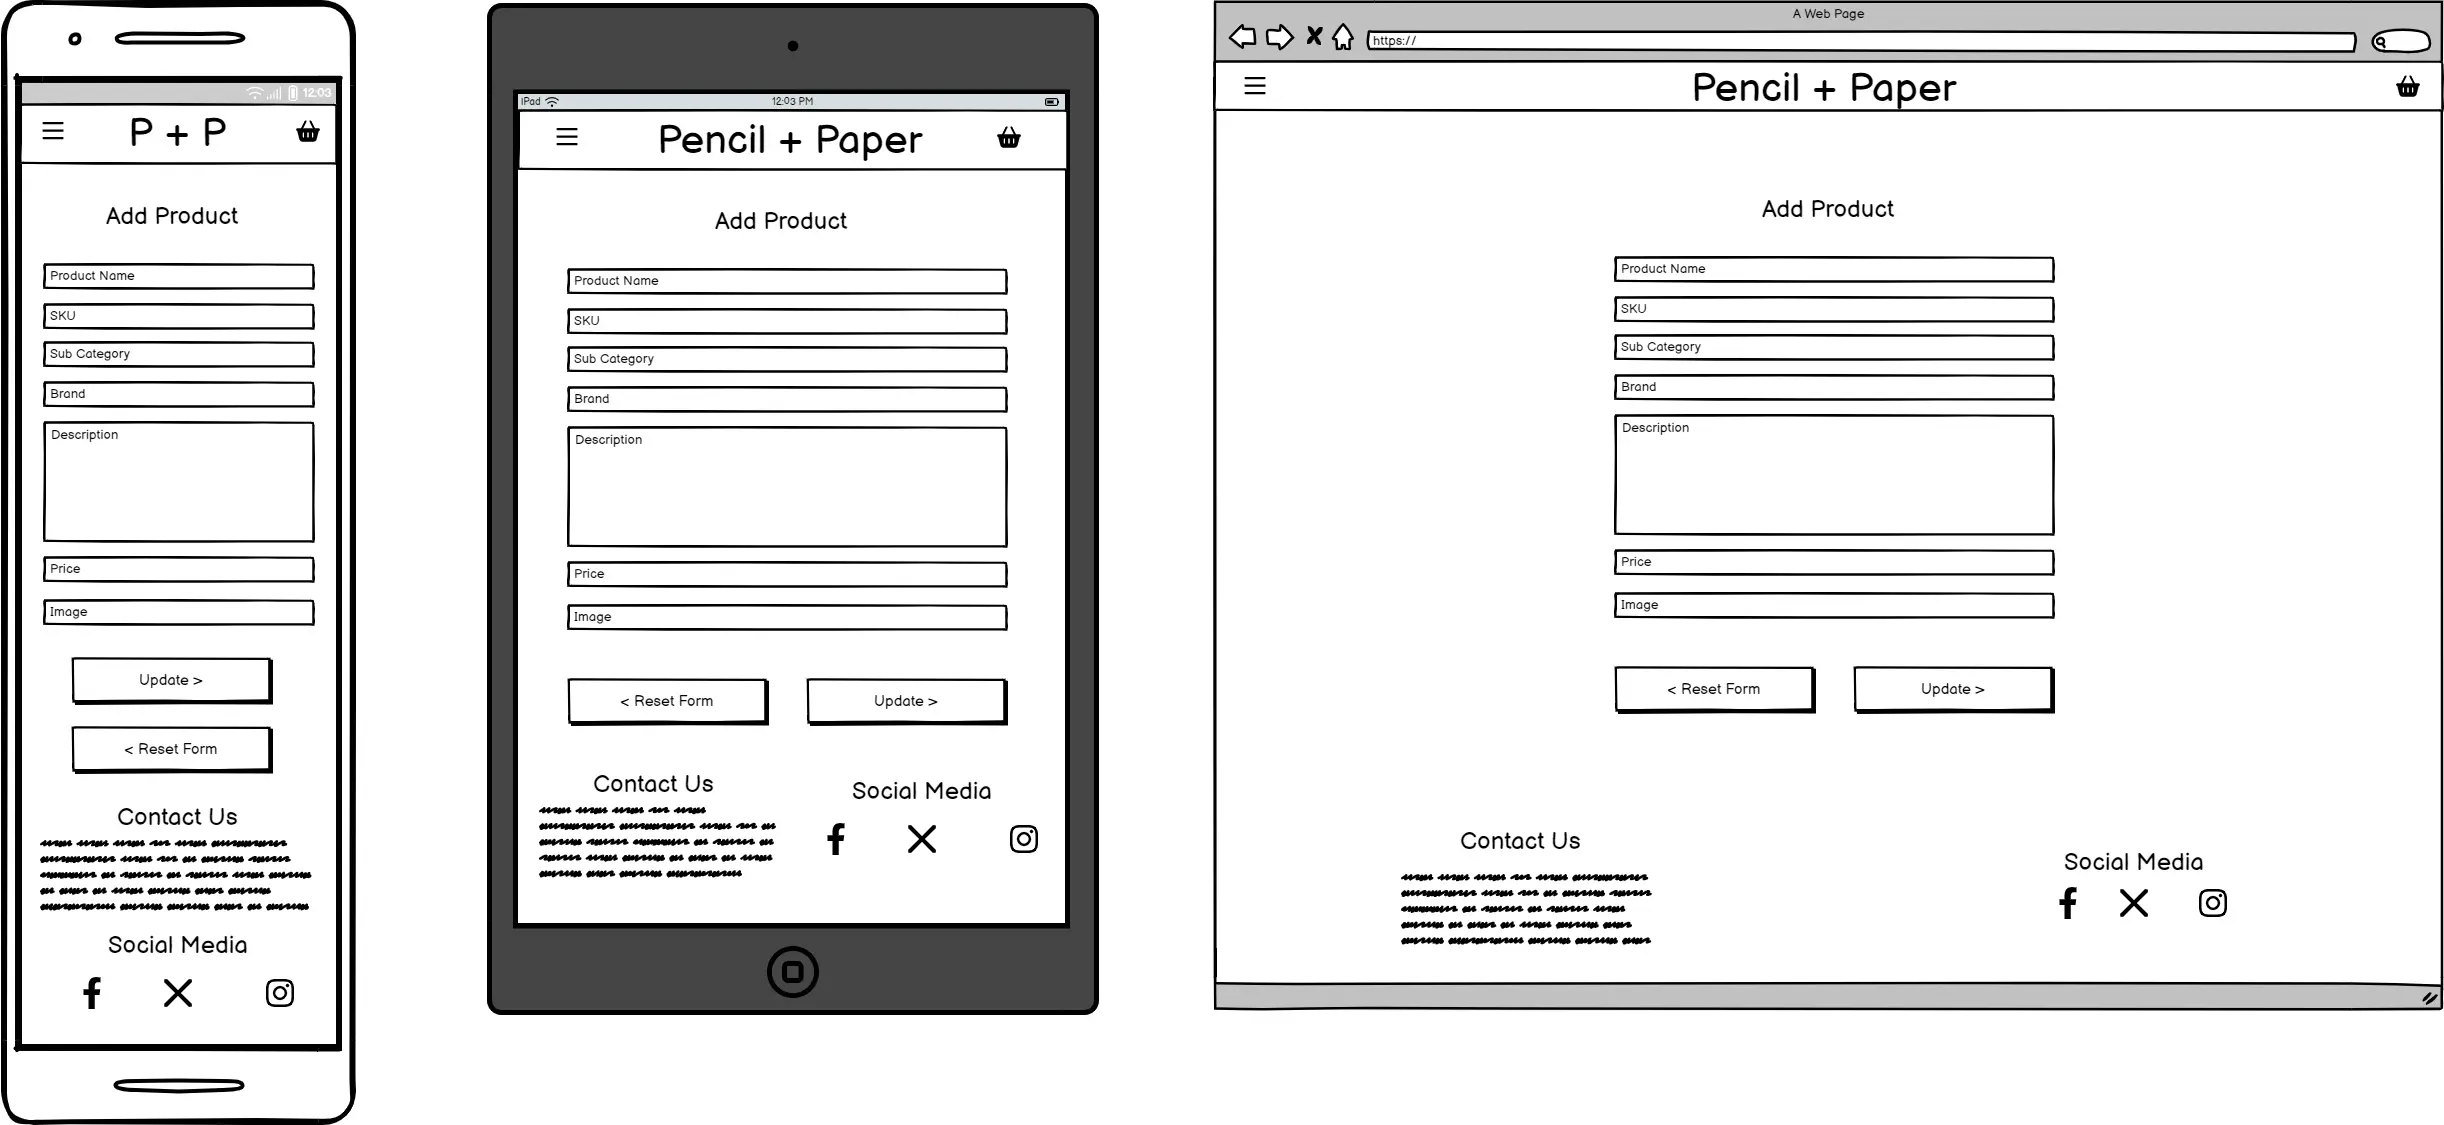 12:03
P + P
Add Product
Product Name
SKU
Sub Category
Brand
Description
Price
Image
Update >
< Reset Form
Contact Us
Social Media
iPad
12:03 PM
Pencil + Paper
Add Product
Product Name
SKU
Sub Category
Brand
Description
Price
Image
< Reset Form
Update >
Contact Us
Social Media
A Web Page
https://
Pencil + Paper
Add Product
Product Name
SKU
Sub Category
Brand
Description
Price
Image
< Reset Form
Update >
Contact Us
Social Media